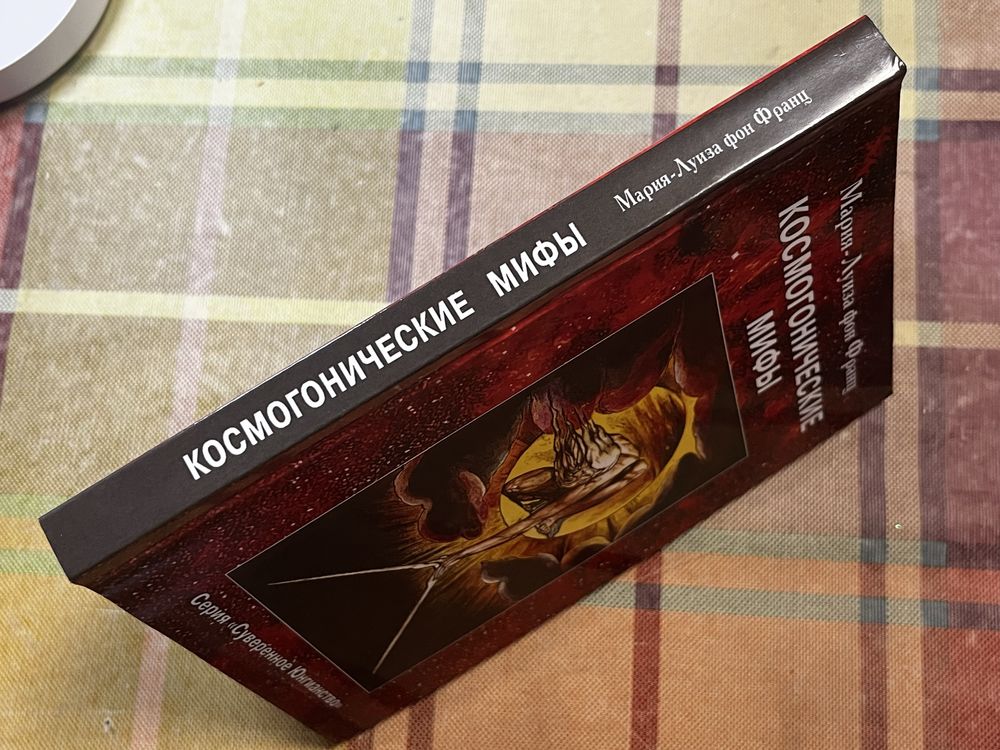 КОСМОГОНИЧЕСКИЕ МИФЫ Мария-Луиза фон Франц
Мария-Луиза фон Франц
КОСМОГОНИЧЕСКИЕ
МИФЫ
Серия «Суверенное Юнгианство»